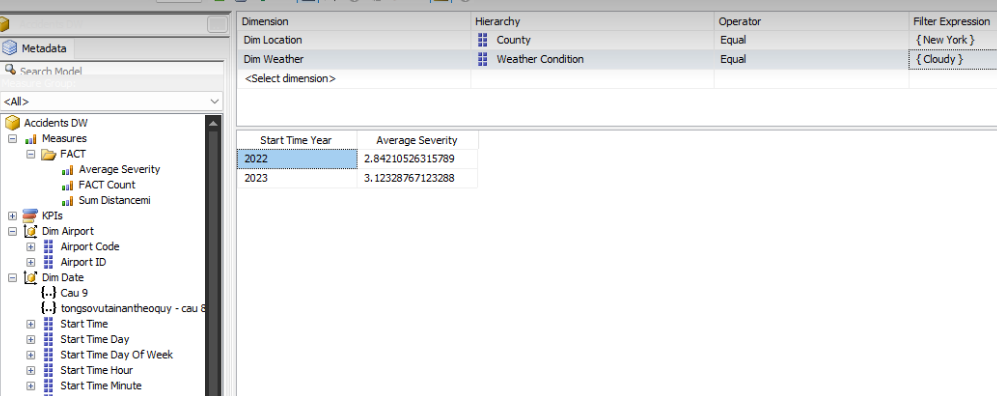 Dimension Hierarchy Operator Filter Expression
Dim Location County Equal { New York }
Dim Weather Weather Condition Equal { Cloudy }
<Select dimension>
Metadata
Search Model
<All>
Accidents DW
Measures
FACT
Average Severity
FACT Count
Sum Distancemi
KPIs
Dim Airport
Airport Code
Airport ID
Dim Date
Cau 9
tongsovutainantheoquy - cau 8
Start Time
Start Time Day
Start Time Day Of Week
Start Time Hour
Start Time Minute
Start Time Year Average Severity
2022 2.84210526315789
2023 3.12328767123288